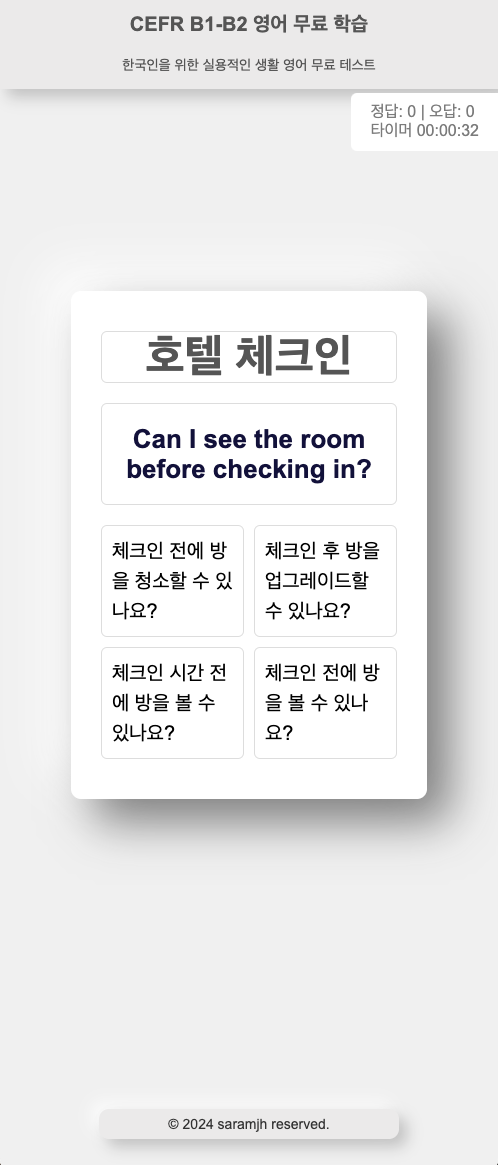 CEFR B1-B2 영어 무료 학습
한국인을 위한 실용적인 생활 영어 무료 테스트
정답: 0 | 오답: 0
타이머 00:00:32
호텔 체크인
Can I see the room
before checking in?
체크인 전에 방
을 청소할 수 있
나요?
체크인 후 방을
업그레이드할
수 있나요?
체크인 시간 전
에 방을 볼 수
있나요?
체크인 전에 방
을 볼 수 있나
요?
© 2024 saramjh reserved.